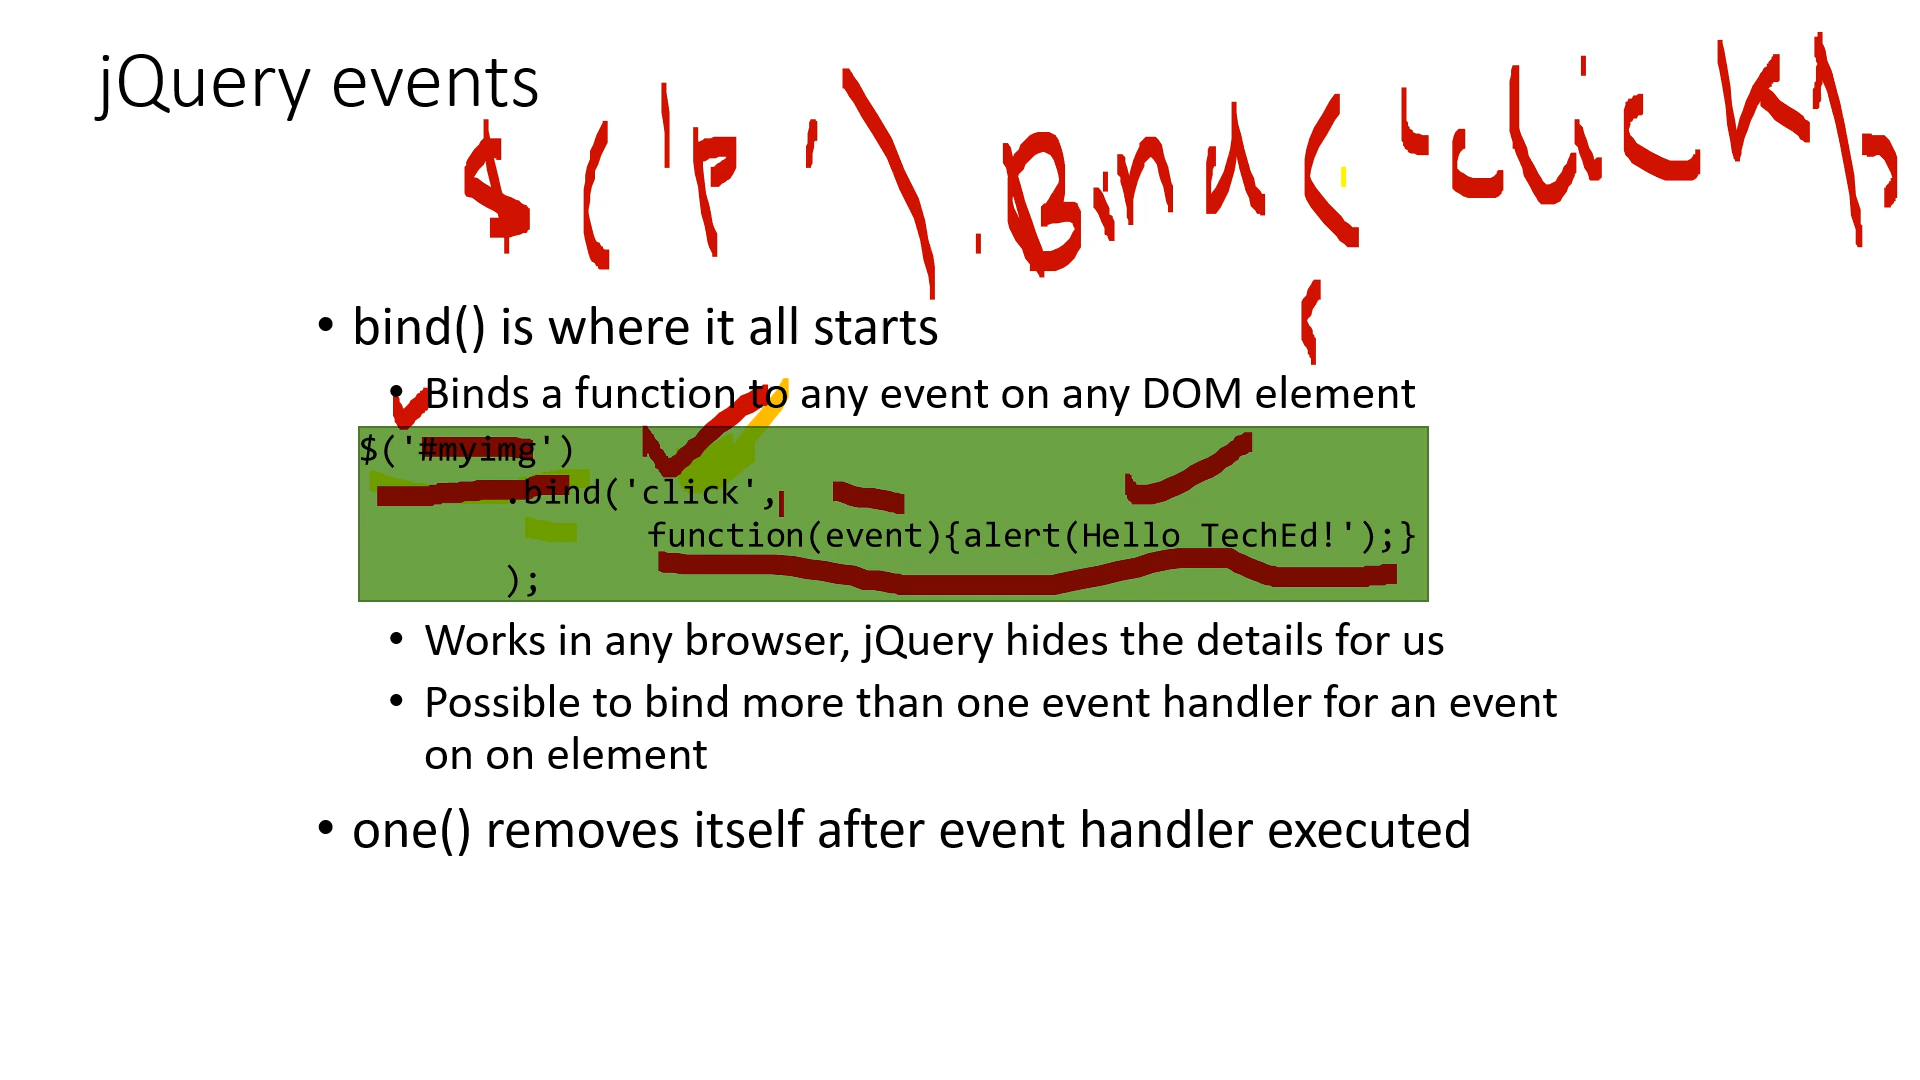 jQuery events
$('P').Bind('click',
(
• bind() is where it all starts
• Binds a function to any event on any DOM element
$('#myimg')
.bind('click',
function(event){alert(Hello TechEd!');}
);
• Works in any browser, jQuery hides the details for us
• Possible to bind more than one event handler for an event
on on element
• one() removes itself after event handler executed